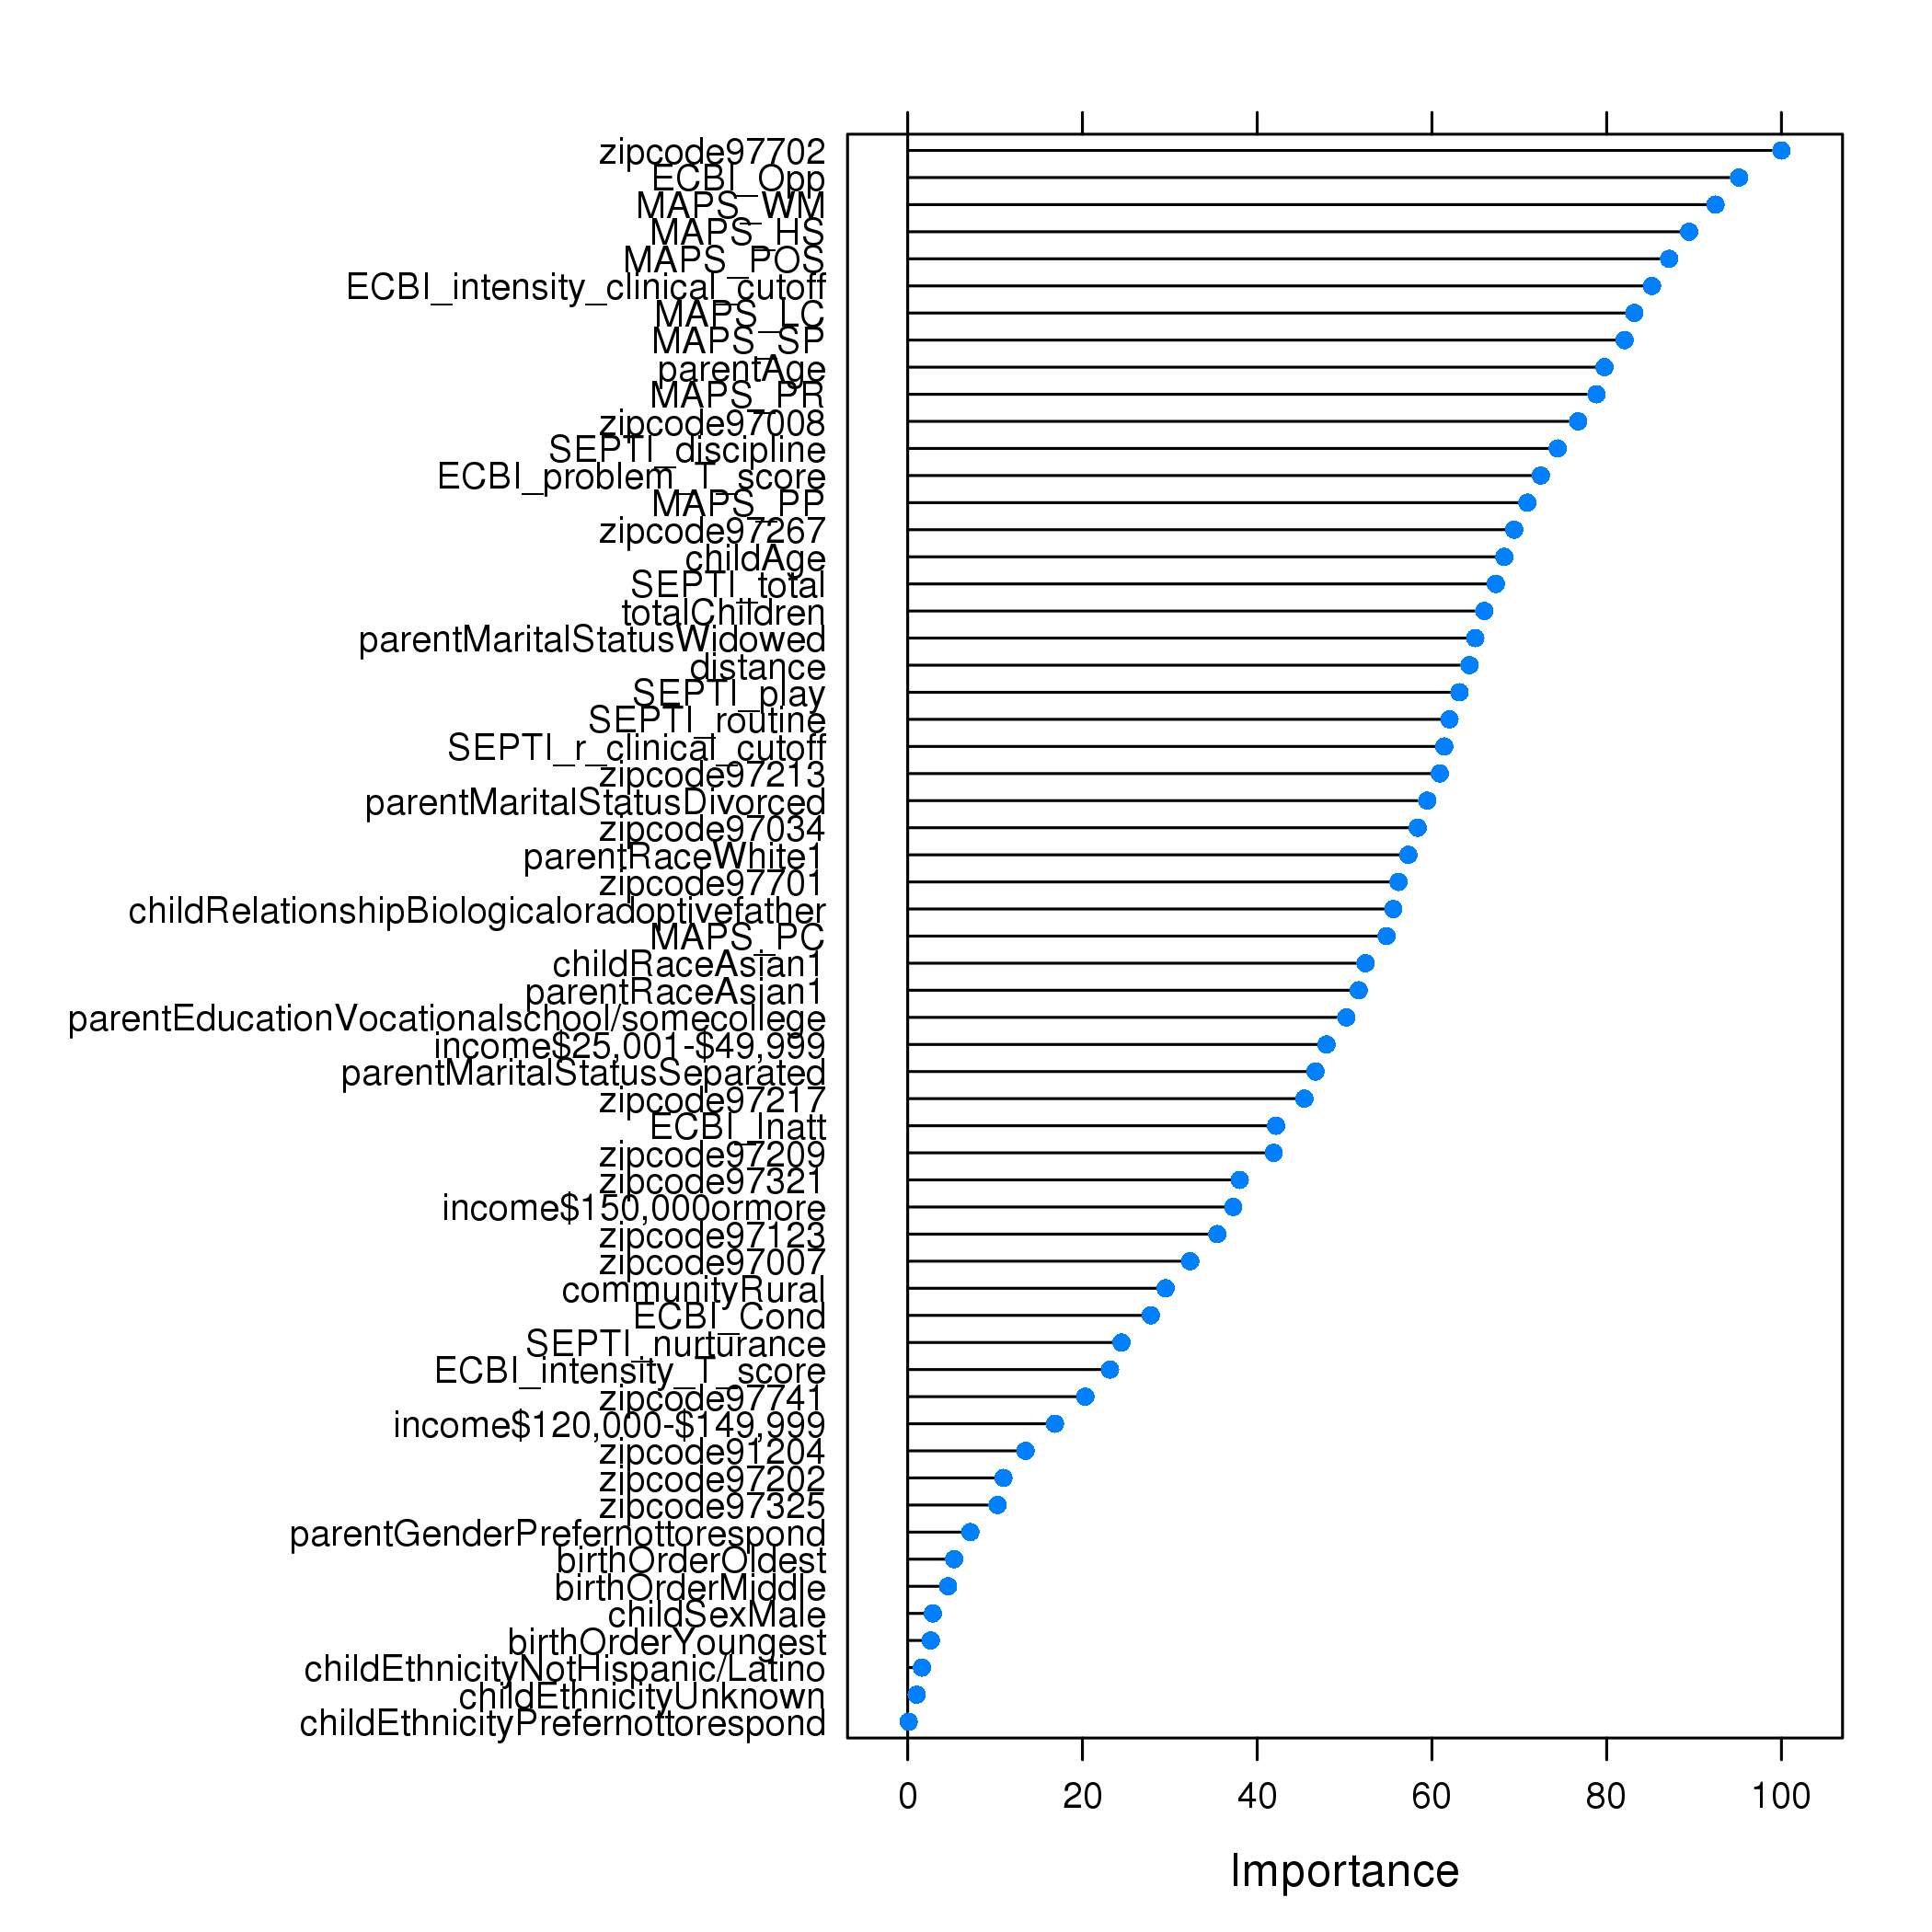 zipcode97702
ECBI_Opp
MAPS_WM
MAPS_HS
MAPS_POS
ECBI_intensity_clinical_cutoff
MAPS_LC
MAPS_SP
parentAge
MAPS_PR
zipcode97008
SEPTI_discipline
ECBI_problem_T_score
MAPS_PP
zipcode97267
childAge
SEPTI_total
totalChildren
parentMaritalStatusWidowed
distance
SEPTI_play
SEPTI_routine
SEPTI_r_clinical_cutoff
zipcode97213
parentMaritalStatusDivorced
zipcode97034
parentRaceWhite1
zipcode97701
childRelationshipBiologicaloradoptivefather
MAPS_PC
childRaceAsian1
parentRaceAsian1
parentEducationVocationalschool/somecollege
income$25,001-$49,999
parentMaritalStatusSeparated
zipcode97217
ECBI_Inatt
zipcode97209
zipcode97321
income$150,000ormore
zipcode97123
zipcode97007
communityRural
ECBI_Cond
SEPTI_nurturance
ECBI_intensity_T_score
zipcode97741
income$120,000-$149,999
zipcode91204
zipcode97202
zipcode97325
parentGenderPrefernottorespond
birthOrderOldest
birthOrderMiddle
childSexMale
birthOrderYoungest
childEthnicityNotHispanic/Latino
childEthnicityUnknown
childEthnicityPrefernottorespond
0 20 40 60 80 100
Importance